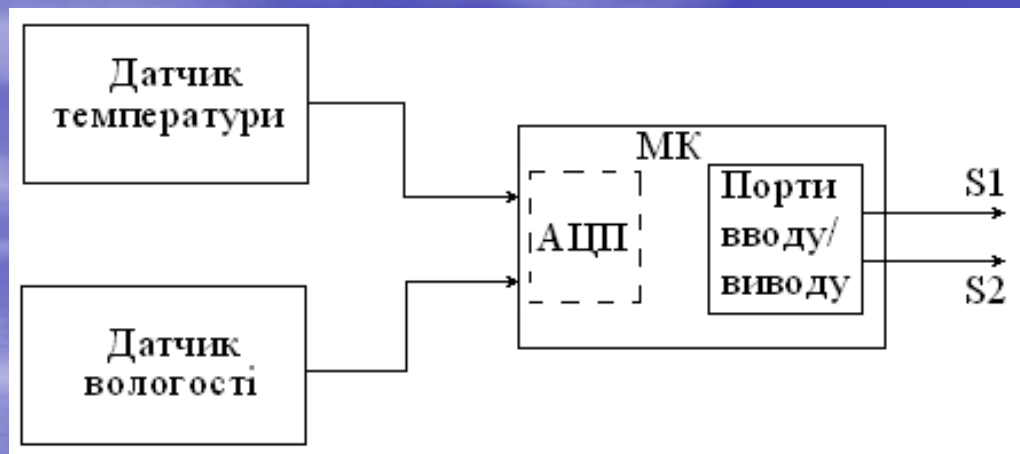 Датчик
температури
МК
АЦП
Порти
вводу/
виводу
S1
S2
Датчик
вологості